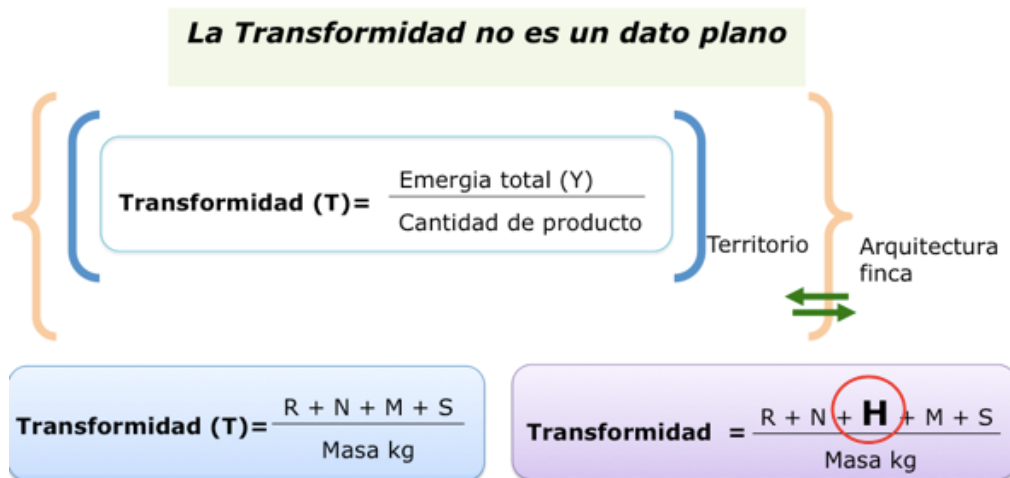 La Transformidad no es un dato plano
Transformidad (T)=
Emergia total (Y)
Cantidad de producto
Territorio
Arquitectura
finca
Transformidad (T)=
R + N + M + S
Masa kg
Transformidad =
R + N + H + M + S
Masa kg